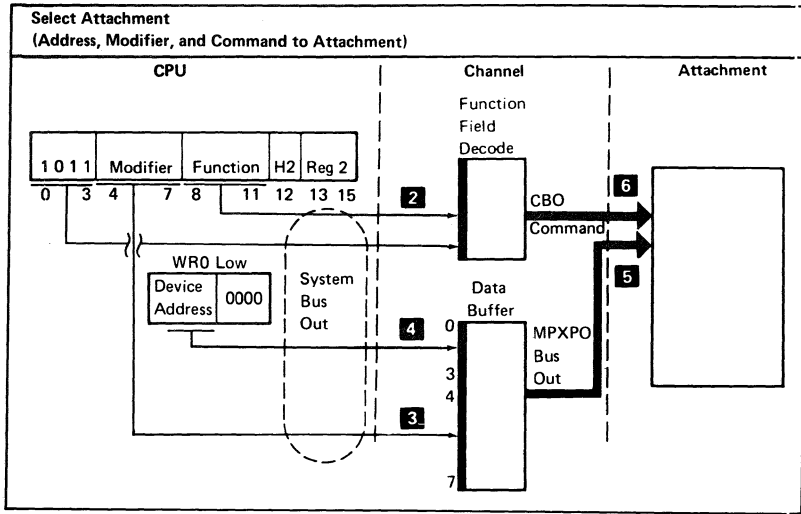 Select Attachment
(Address, Modifier, and Command to Attachment)
CPU
Channel
Attachment
Function
Field
Decode
1 0 1 1 Modifier Function H2 Reg 2
0 3 4 7 8 11 12 13 15
2
6
CBO
Command
WR0 Low
Device
Address
0000
System
Bus
Out
Data
Buffer
5
4
0
MPXPO
Bus
Out
3
4
3
7